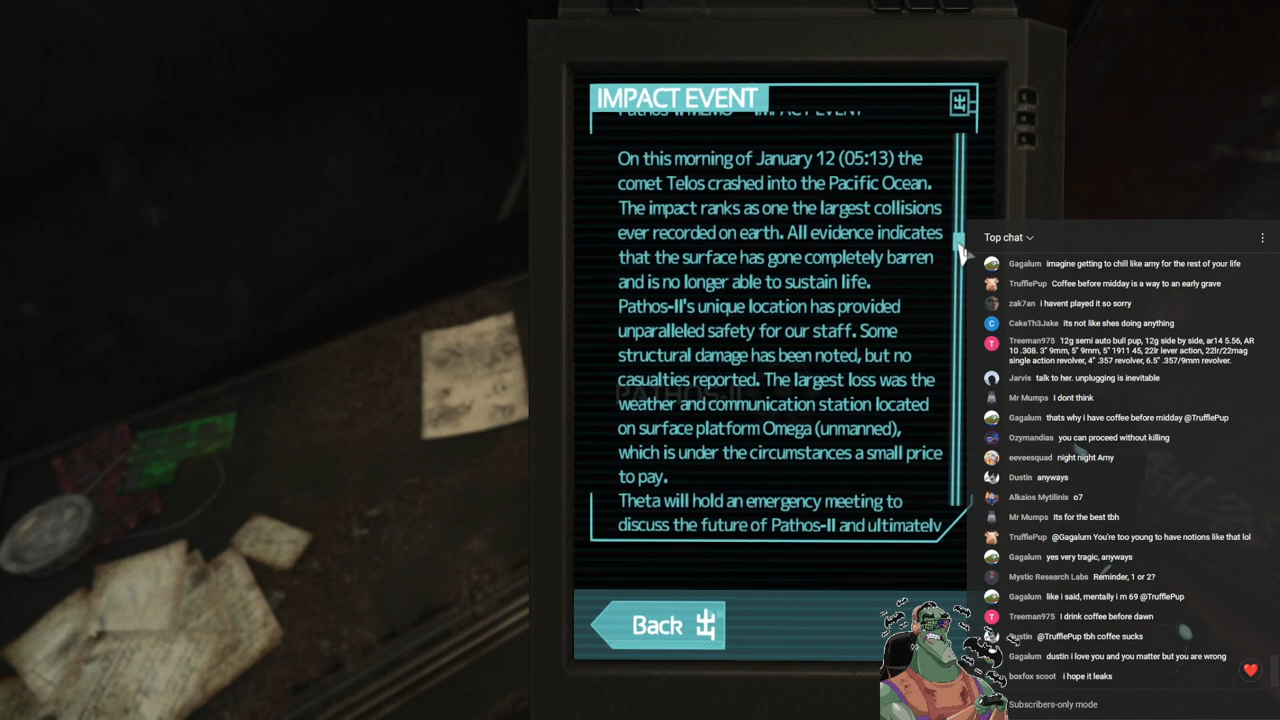 IMPACT EVENT
On this morning of January 12 (05:13) the
comet Telos crashed into the Pacific Ocean.
The impact ranks as one the largest collisions
ever recorded on earth. All evidence indicates
that the surface has gone completely barren
and is no longer able to sustain life.
Pathos-II's unique location has provided
unparalleled safety for our staff. Some
structural damage has been noted, but no
casualties reported. The largest loss was the
weather and communication station located
on surface platform Omega (unmanned),
which is under the circumstances a small price
to pay.
Theta will hold an emergency meeting to
discuss the future of Pathos-II and ultimately
Back
Top chat
Gagalum imagine getting to chill like amy for the rest of your life
TrufflePup Coffee before midday is a way to an early grave
zak7an i havent played it so sorry
C CakeTh3Jake its not like shes doing anything
T Treeman975 12g semi auto bull pup, 12g side by side, ar14 5.56, AR
10 .308. 3" 9mm, 5" 9mm, 5" 1911 45, 22lr lever action, 22lr/22mag
single action revolver, 4" .357 revolver, 6.5" .357/9mm revolver.
Jarvis talk to her. unplugging is inevitable
Mr Mumps I dont think
Gagalum thats why i have coffee before midday @TrufflePup
Ozymandias you can proceed without killing
eeveesquad night night Amy
Dustin anyways
Alkaios Mytilinis o7
Mr Mumps Its for the best tbh
TrufflePup @Gagalum You're too young to have notions like that lol
Gagalum yes very tragic, anyways
Mystic Research Labs Reminder, 1 or 2?
Gagalum like i said, mentally i m 69 @TrufflePup
T Treeman975 I drink coffee before dawn
Dustin @TrufflePup tbh coffee sucks
Gagalum dustin i love you and you matter but you are wrong
boxfox scoot i hope it leaks
Subscribers-only mode